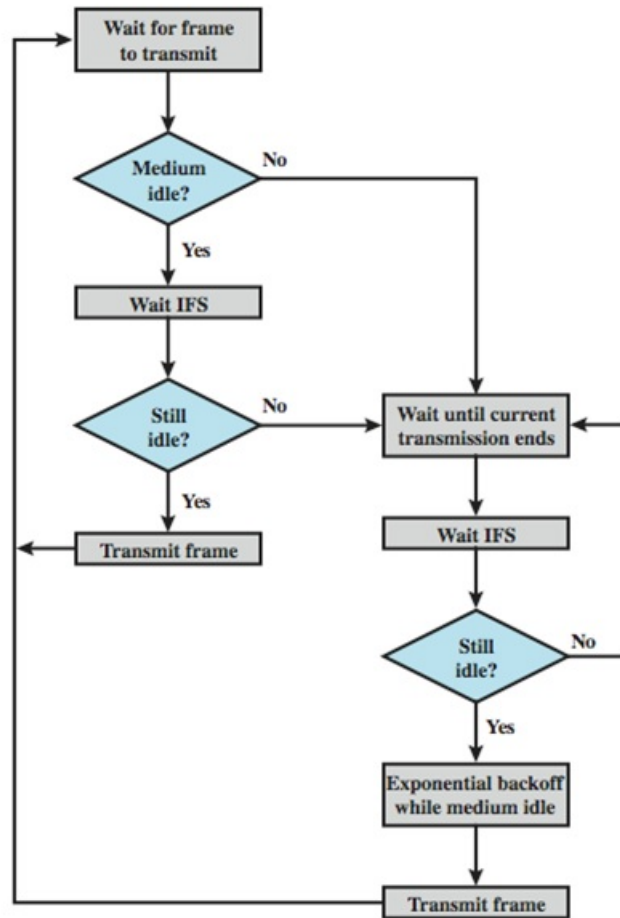 Wait for frame
to transmit
Medium
idle?
No
Yes
Wait IFS
Still
idle?
No
Yes
Transmit frame
Wait until current
transmission ends
Wait IFS
Still
idle?
No
Yes
Exponential backoff
while medium idle
Transmit frame